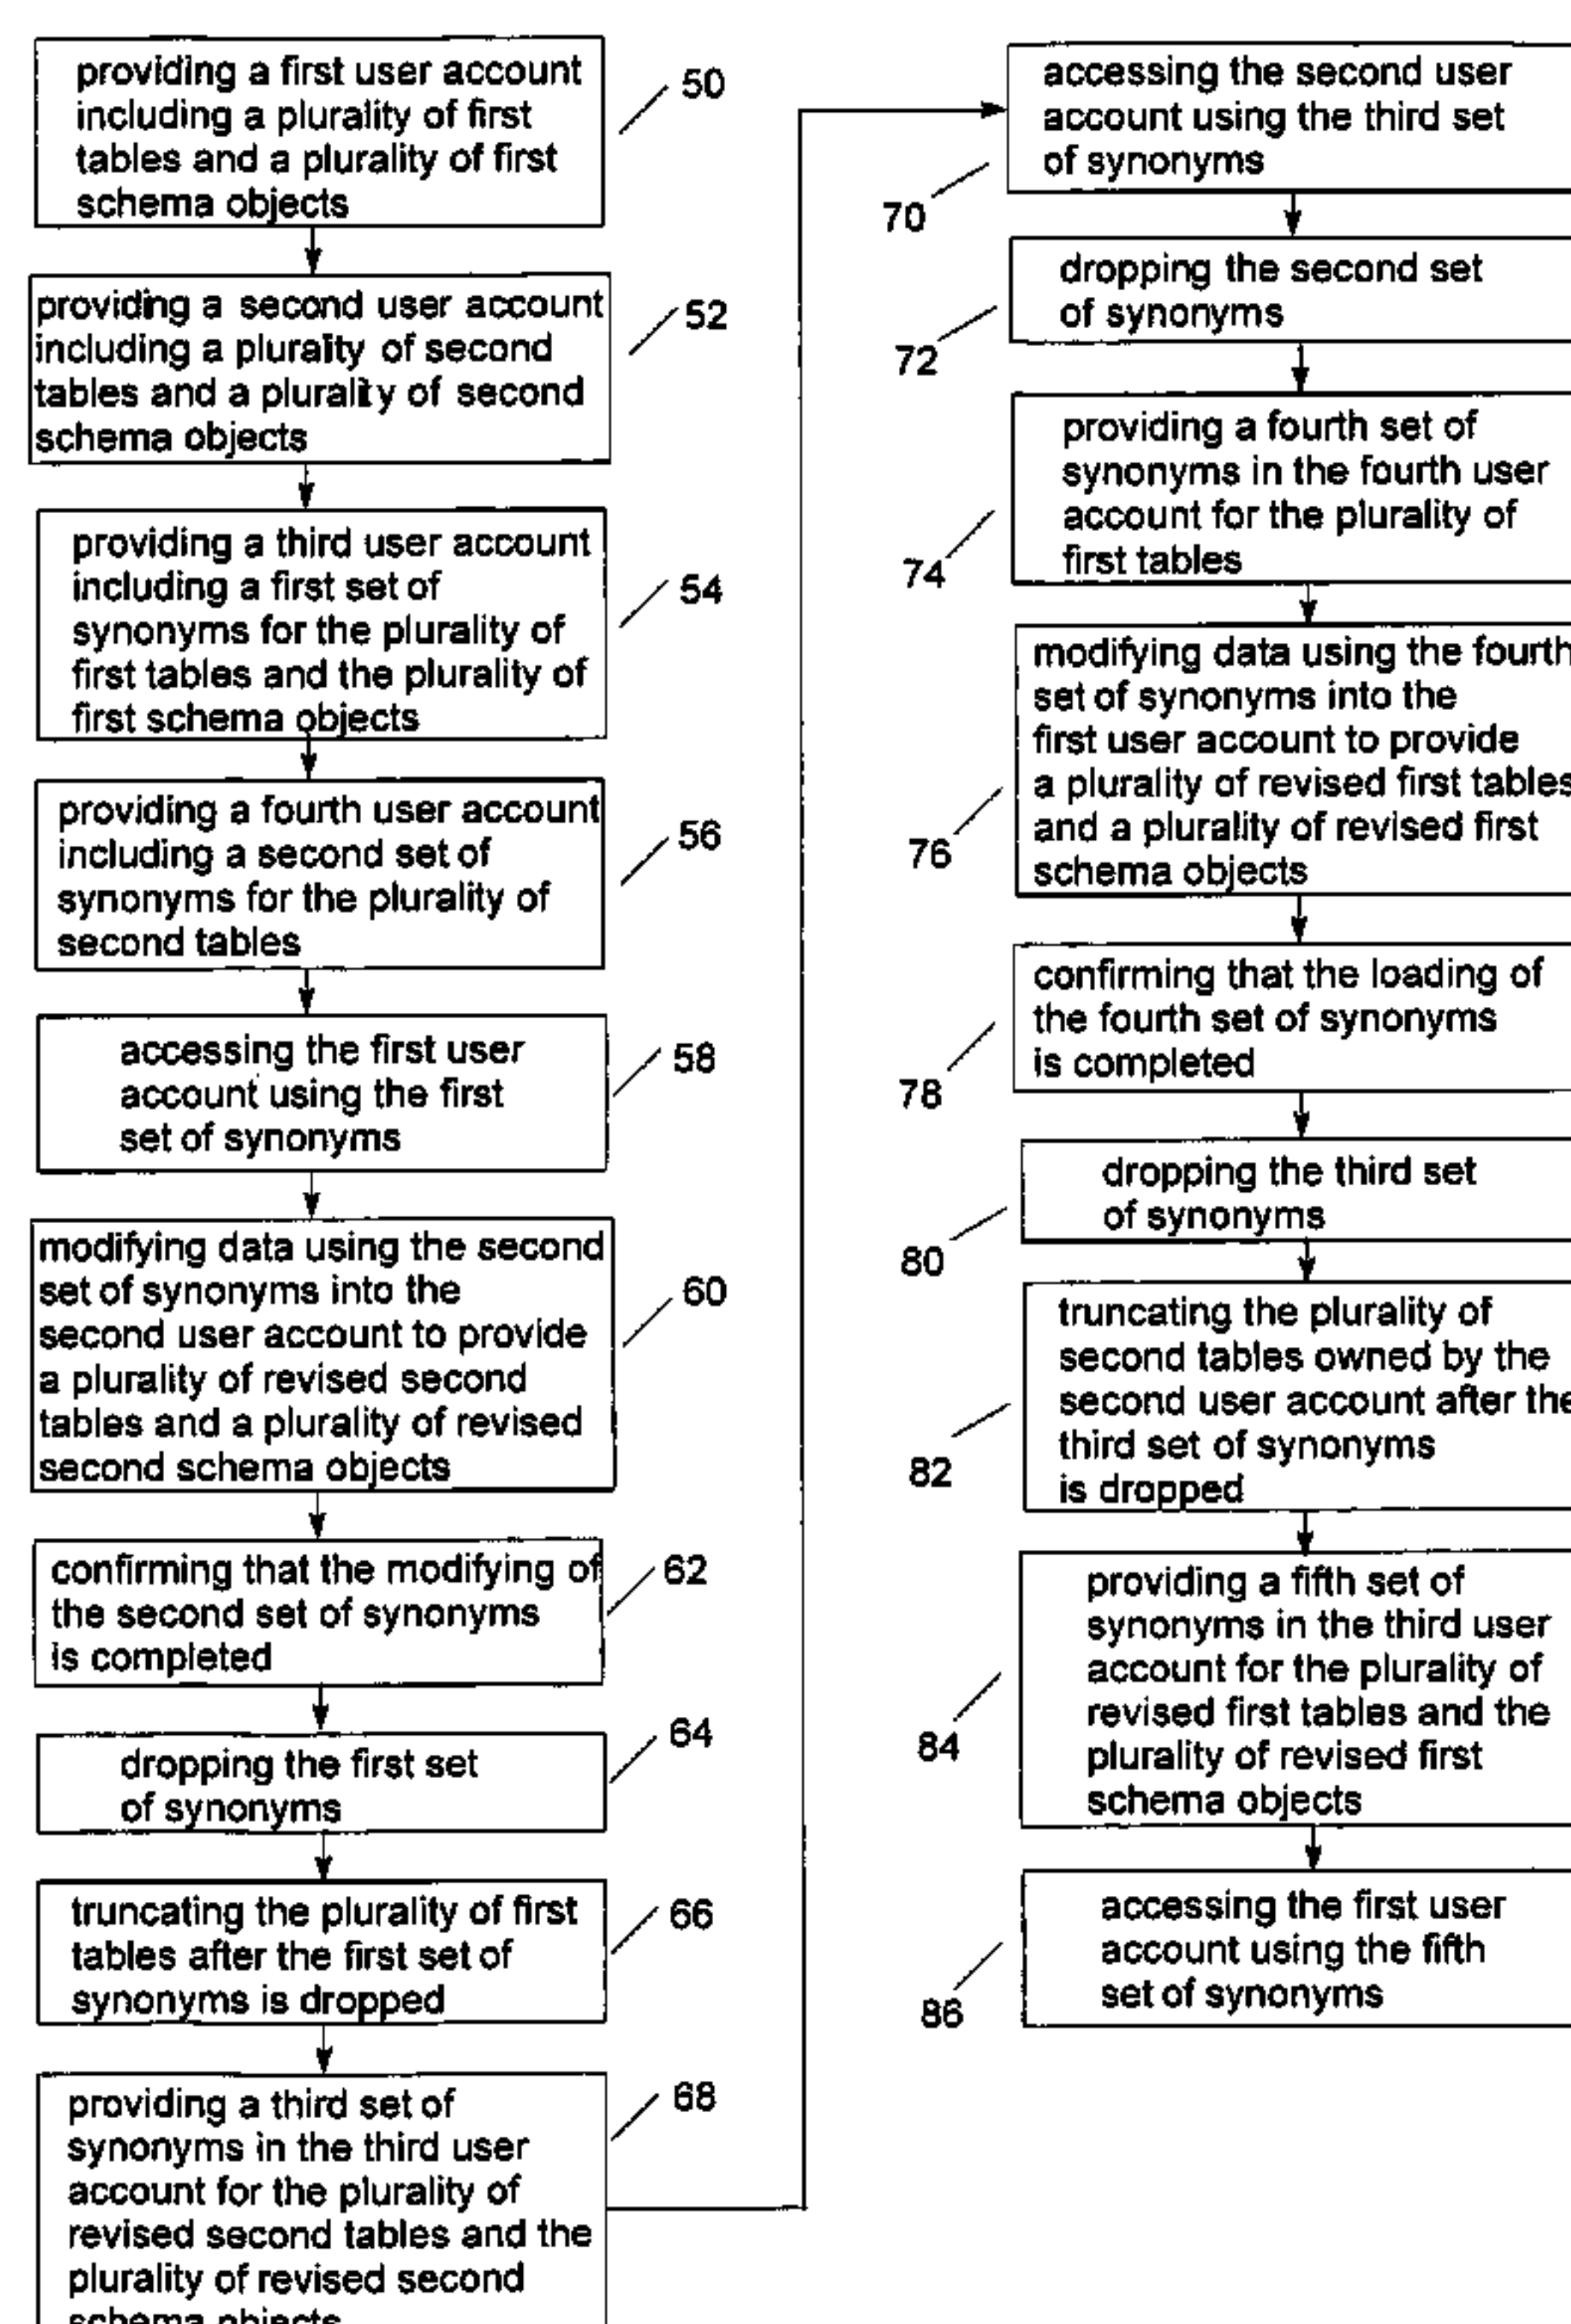 providing a first user account
including a plurality of first
tables and a plurality of first
schema objects
50
providing a second user account
including a plurality of second
tables and a plurality of second
schema objects
52
providing a third user account
including a first set of
synonyms for the plurality of
first tables and the plurality of
first schema objects
54
providing a fourth user account
including a second set of
synonyms for the plurality of
second tables
56
accessing the first user
account using the first
set of synonyms
58
modifying data using the second
set of synonyms into the
second user account to provide
a plurality of revised second
tables and a plurality of revised
second schema objects
60
confirming that the modifying of
the second set of synonyms
is completed
62
dropping the first set
of synonyms
64
truncating the plurality of first
tables after the first set of
synonyms is dropped
66
providing a third set of
synonyms in the third user
account for the plurality of
revised second tables and the
plurality of revised second
schema objects
68
accessing the second user
account using the third set
of synonyms
70
dropping the second set
of synonyms
72
providing a fourth set of
synonyms in the fourth user
account for the plurality of
first tables
74
modifying data using the fourth
set of synonyms into the
first user account to provide
a plurality of revised first tables
and a plurality of revised first
schema objects
76
confirming that the loading of
the fourth set of synonyms
is completed
78
dropping the third set
of synonyms
80
truncating the plurality of
second tables owned by the
second user account after the
third set of synonyms
is dropped
82
providing a fifth set of
synonyms in the third user
account for the plurality of
revised first tables and the
plurality of revised first
schema objects
84
accessing the first user
account using the fifth
set of synonyms
86